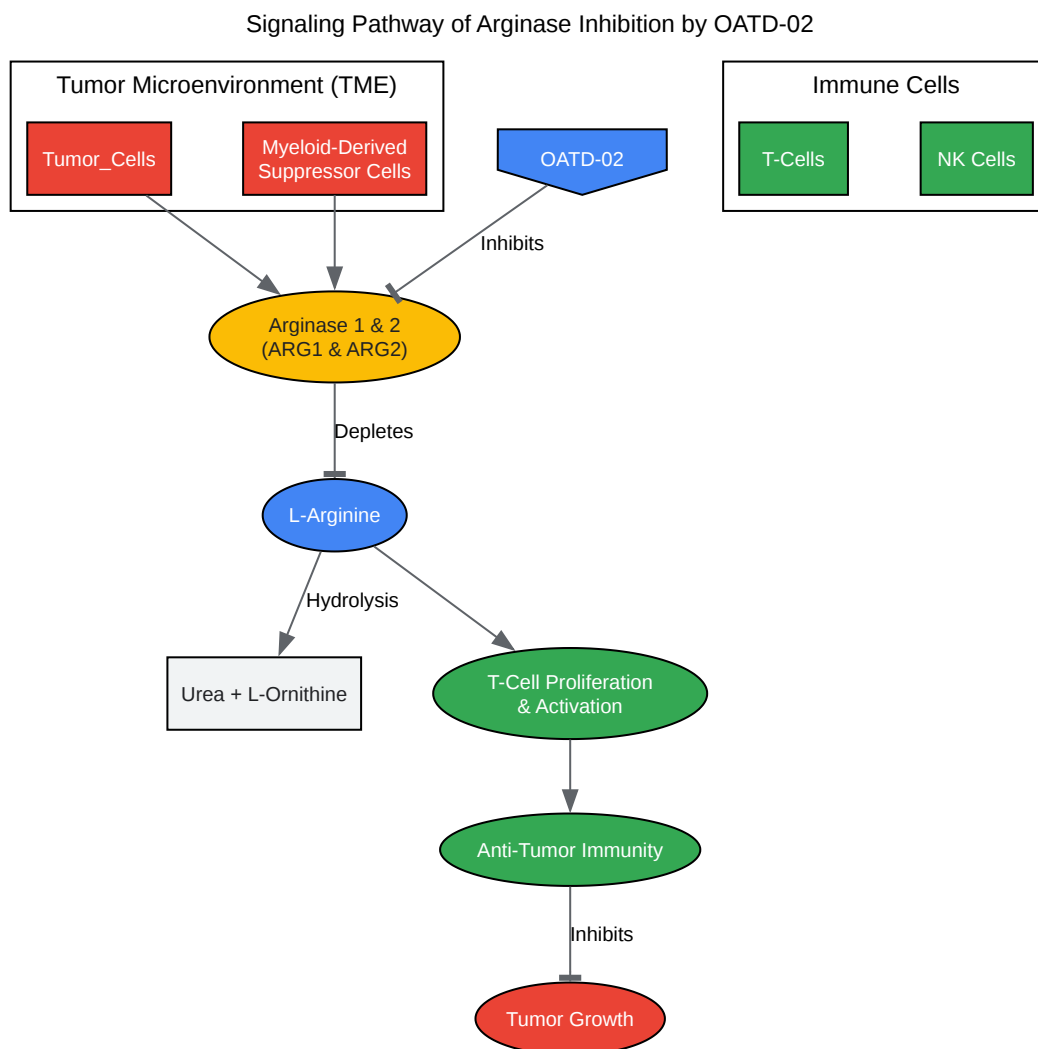 Signaling Pathway of Arginase Inhibition by OATD-02
Tumor Microenvironment (TME)
Immune Cells
Tumor_Cells
Myeloid-Derived
Suppressor Cells
OATD-02
T-Cells
NK Cells
Inhibits
Arginase 1 & 2
(ARG1 & ARG2)
Depletes
L-Arginine
Hydrolysis
Urea + L-Ornithine
T-Cell Proliferation
& Activation
Anti-Tumor Immunity
Inhibits
Tumor Growth